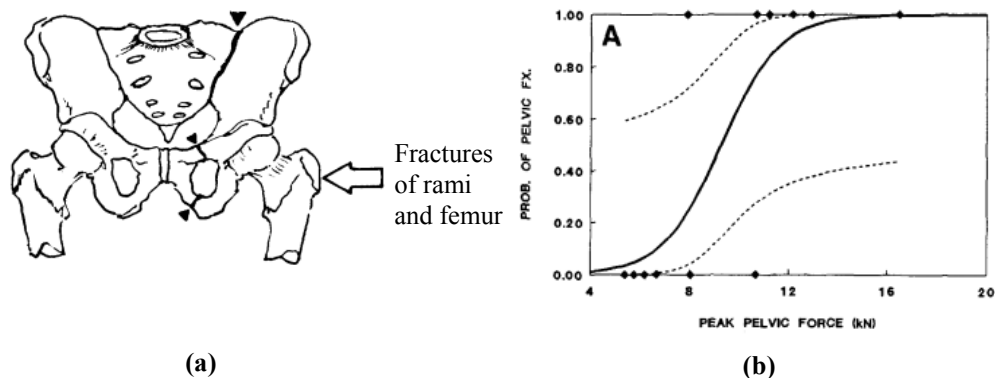 Fractures
of rami
and femur
(a)
A
PROB. OF PELVIC FX.
1.00
0.80
0.60
0.40
0.20
0.00
4
8
12
16
20
PEAK PELVIC FORCE (kN)
(b)